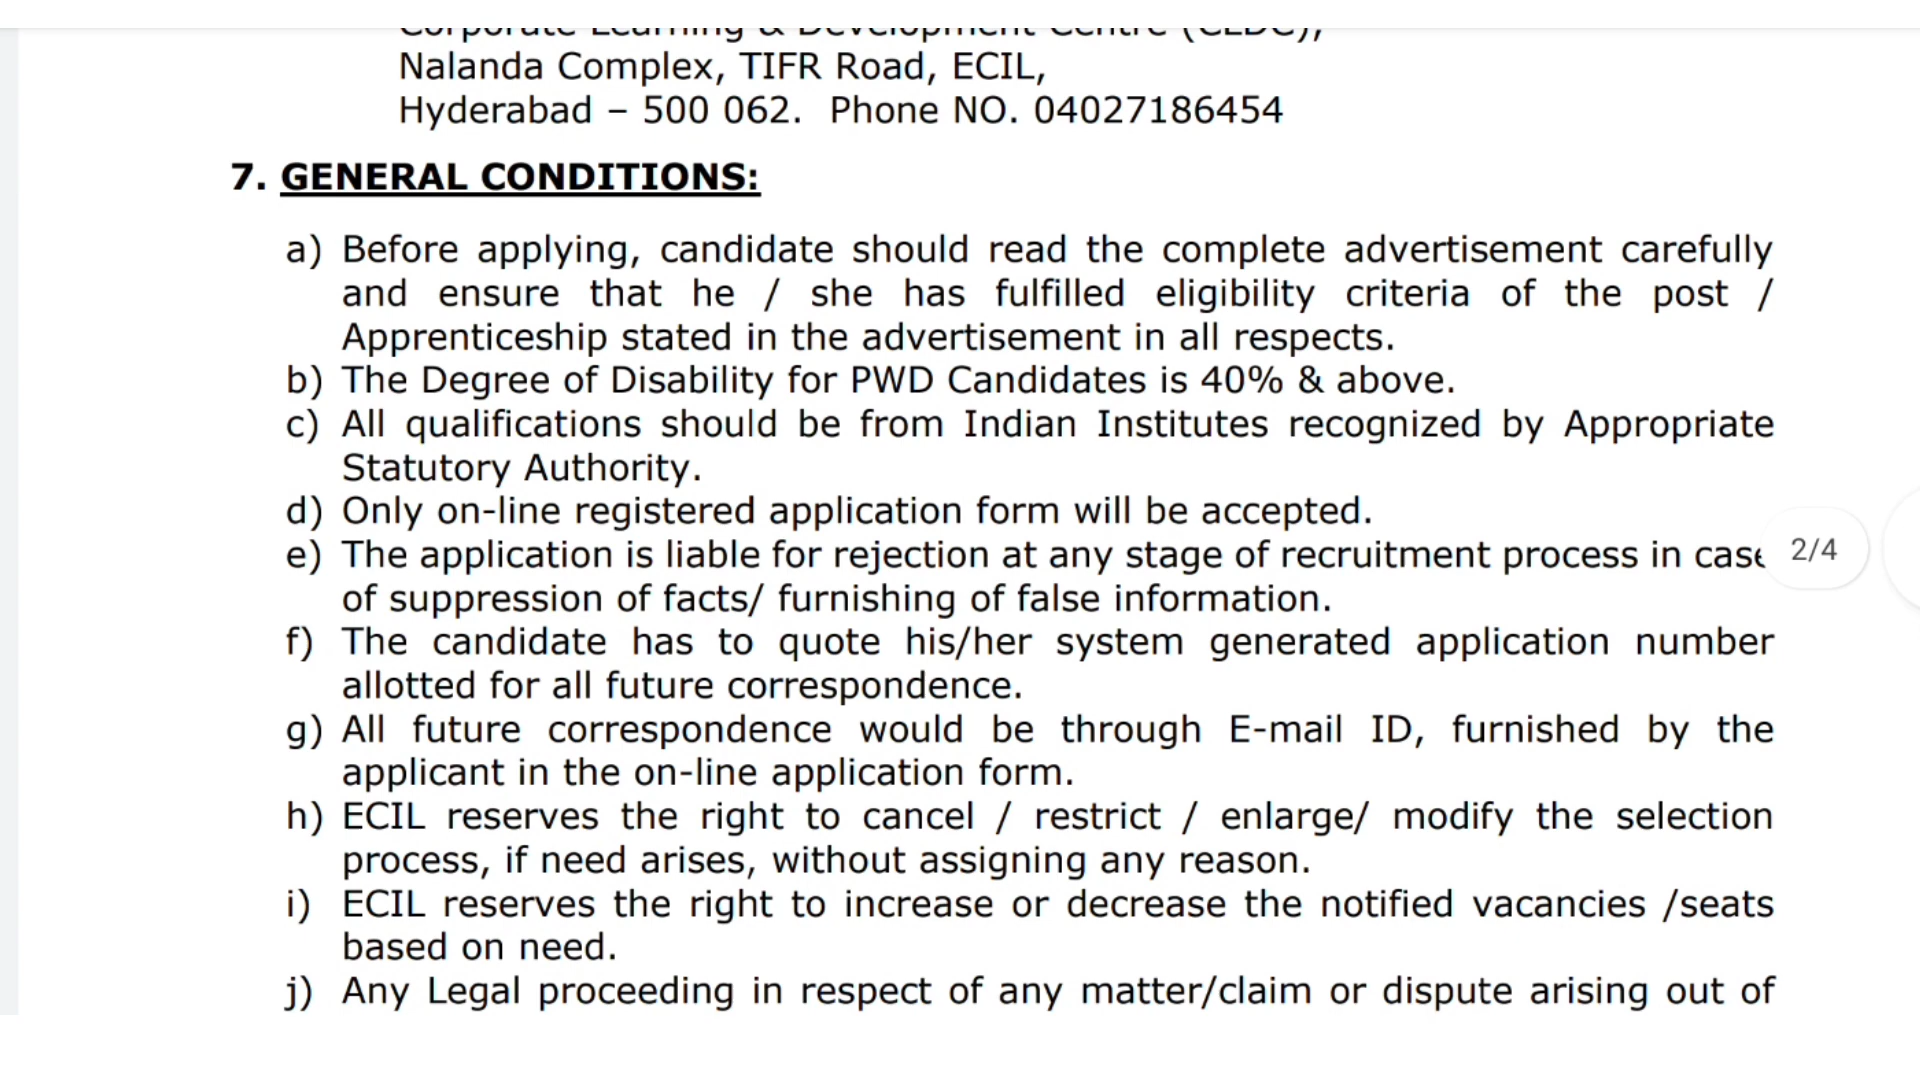 Corporate Learning & Development Centre (CLDC),
Nalanda Complex, TIFR Road, ECIL,
Hyderabad – 500 062. Phone NO. 04027186454
7. GENERAL CONDITIONS:
a) Before applying, candidate should read the complete advertisement carefully
and ensure that he / she has fulfilled eligibility criteria of the post /
Apprenticeship stated in the advertisement in all respects.
b) The Degree of Disability for PWD Candidates is 40% & above.
c) All qualifications should be from Indian Institutes recognized by Appropriate
Statutory Authority.
d) Only on-line registered application form will be accepted.
e) The application is liable for rejection at any stage of recruitment process in case
2/4
of suppression of facts/ furnishing of false information.
f) The candidate has to quote his/her system generated application number
allotted for all future correspondence.
g) All future correspondence would be through E-mail ID, furnished by the
applicant in the on-line application form.
h) ECIL reserves the right to cancel / restrict / enlarge/ modify the selection
process, if need arises, without assigning any reason.
i) ECIL reserves the right to increase or decrease the notified vacancies /seats
based on need.
j) Any Legal proceeding in respect of any matter/claim or dispute arising out of